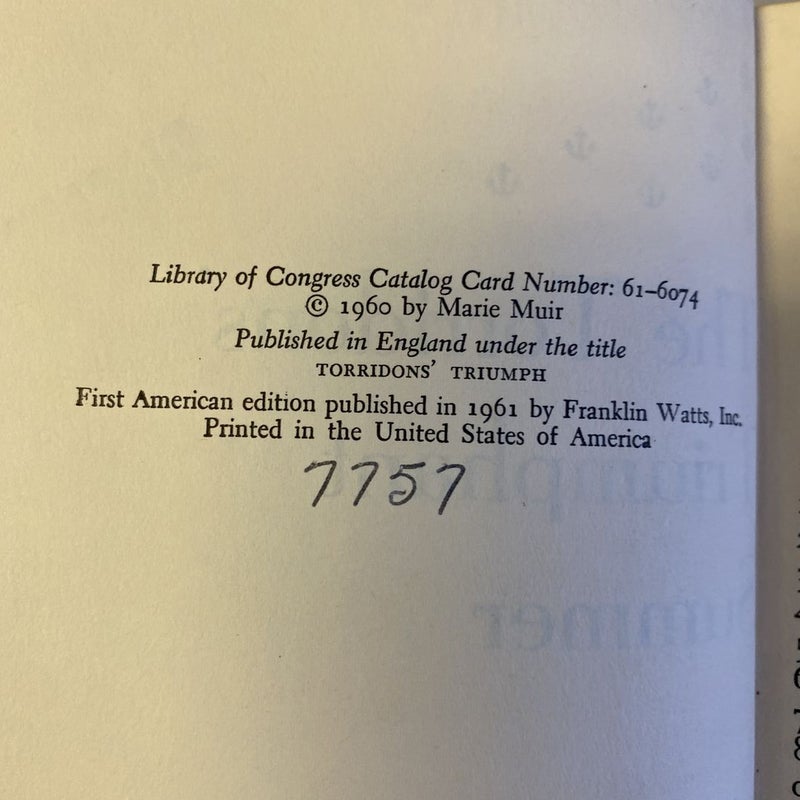 Library of Congress Catalog Card Number: 61–6074
© 1960 by Marie Muir
Published in England under the title
TORRIDONS' TRIUMPH
First American edition published in 1961 by Franklin Watts, Inc.
Printed in the United States of America
7757